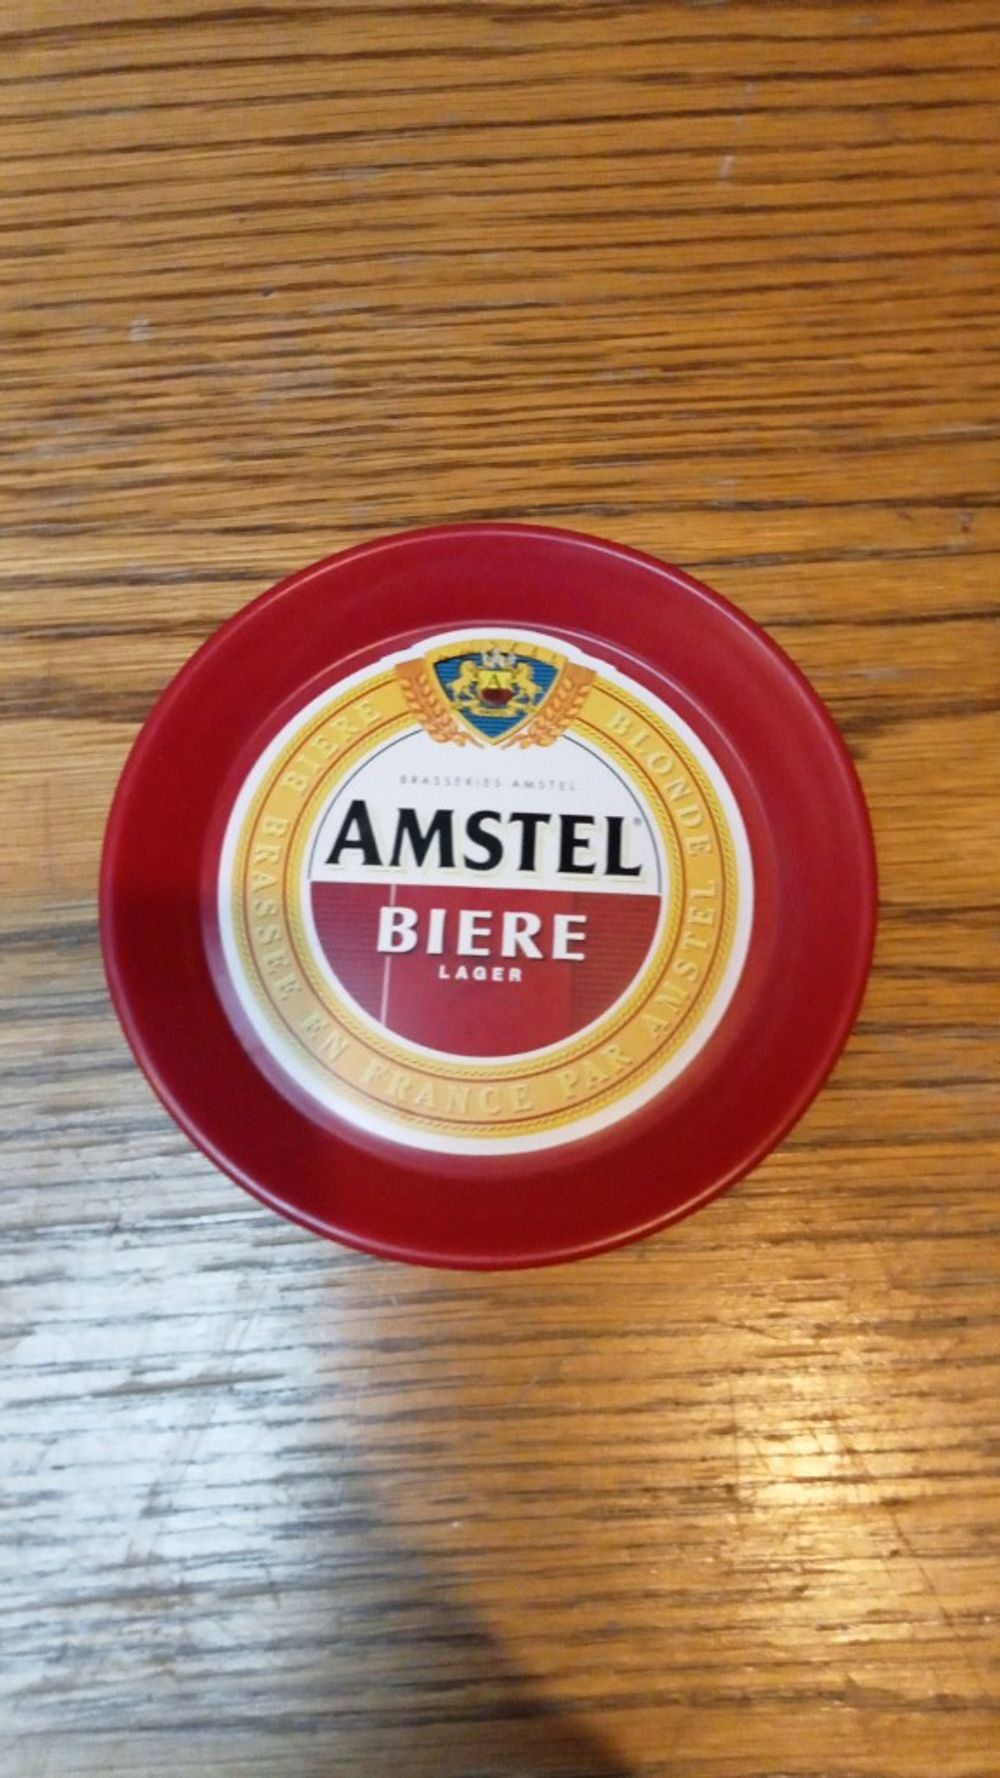 BRASSERIES AMSTEL
AMSTEL®
BIERE
LAGER
BIERE BRASSÉE EN FRANCE PAR AMSTEL BLONDE
A